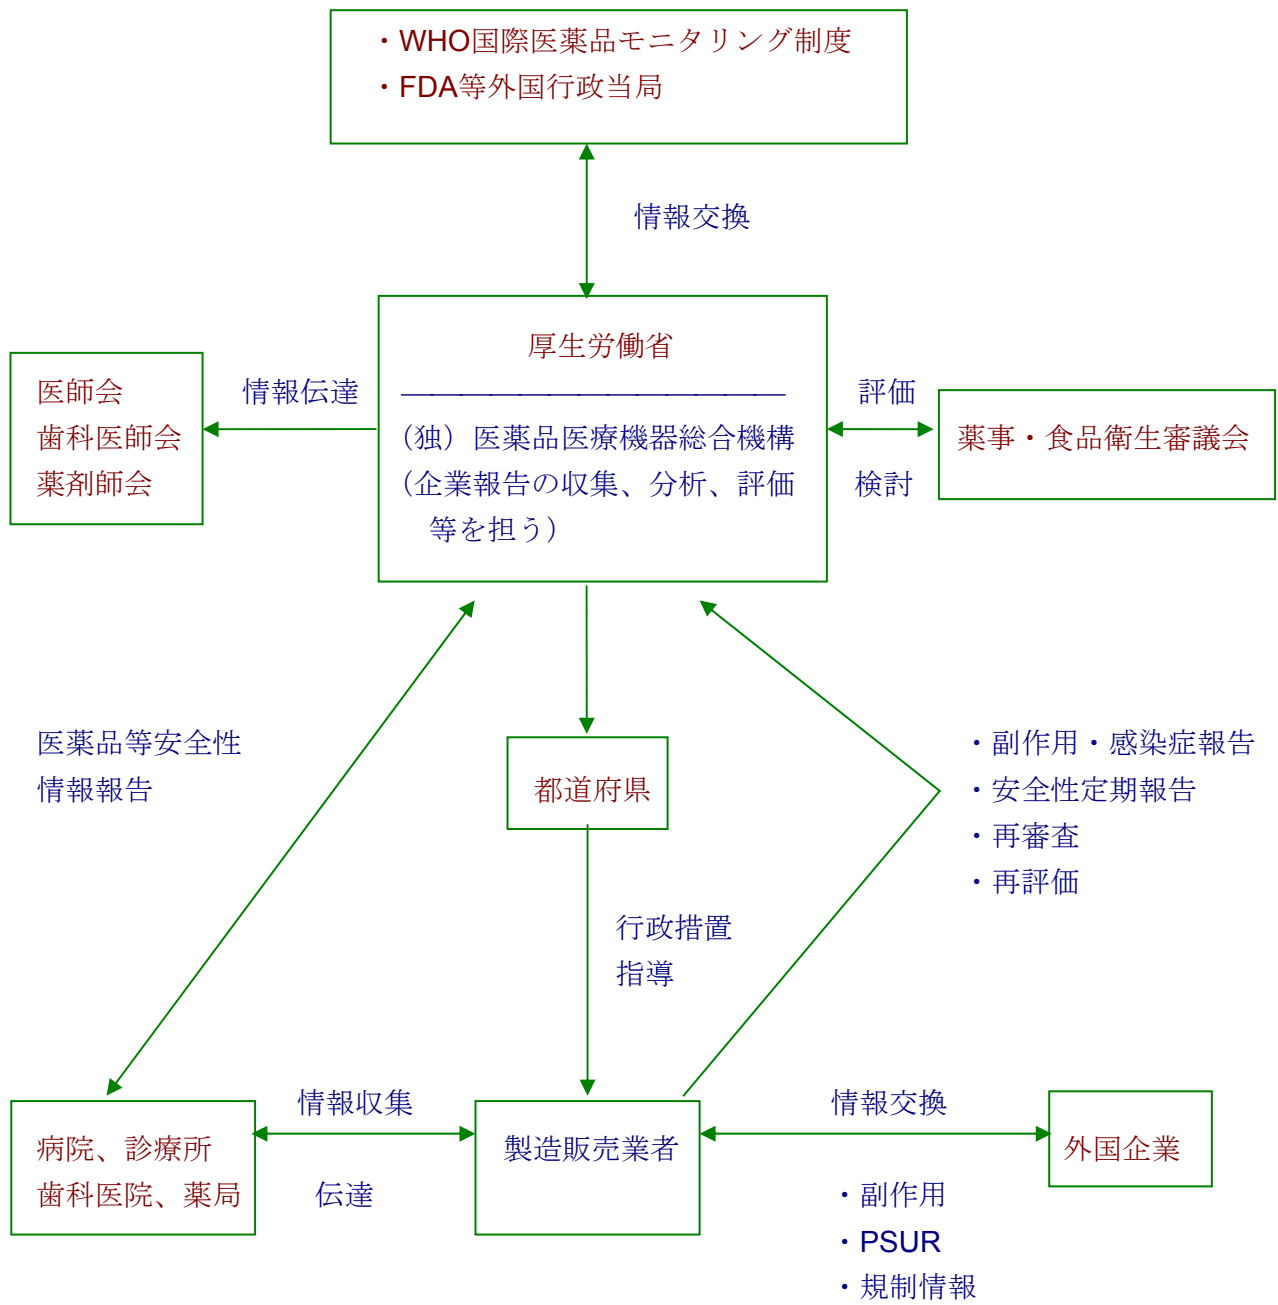 ・WHO国際医薬品モニタリング制度
・FDA等外国行政当局
情報交換
厚生労働省
(独)医薬品医療機器総合機構
(企業報告の収集、分析、評価
等を担う)
医師会
歯科医師会
薬剤師会
情報伝達
評価
検討
薬事・食品衛生審議会
医薬品等安全性
情報報告
都道府県
・副作用・感染症報告
・安全性定期報告
・再審査
・再評価
行政措置
指導
病院、診療所
歯科医院、薬局
情報収集
伝達
製造販売業者
情報交換
外国企業
・副作用
・PSUR
・規制情報